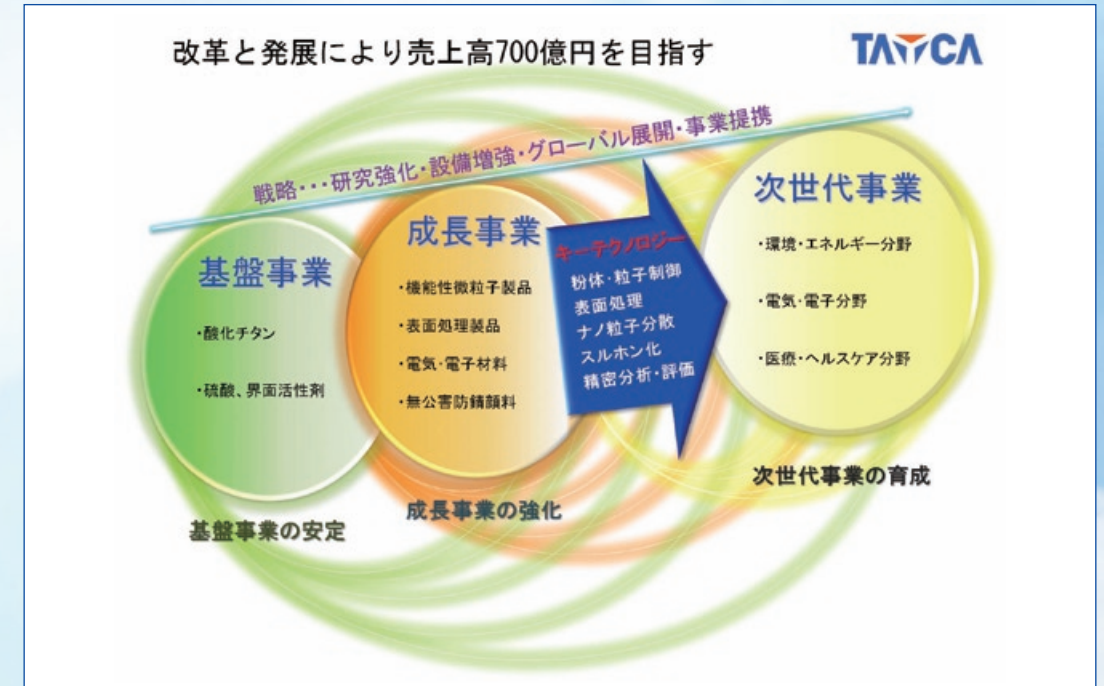 改革と発展により売上高700億円を目指す
TAYCA
戦略・・・研究強化・設備増強・グローバル展開・事業提携
基盤事業
・酸化チタン
・硫酸、界面活性剤
基盤事業の安定
成長事業
・機能性微粒子製品
・表面処理製品
・電気・電子材料
・無公害防錆顔料
成長事業の強化
キーテクノロジー
粉体・粒子制御
表面処理
ナノ粒子分散
スルホン化
精密分析・評価
次世代事業
・環境・エネルギー分野
・電気・電子分野
・医療・ヘルスケア分野
次世代事業の育成